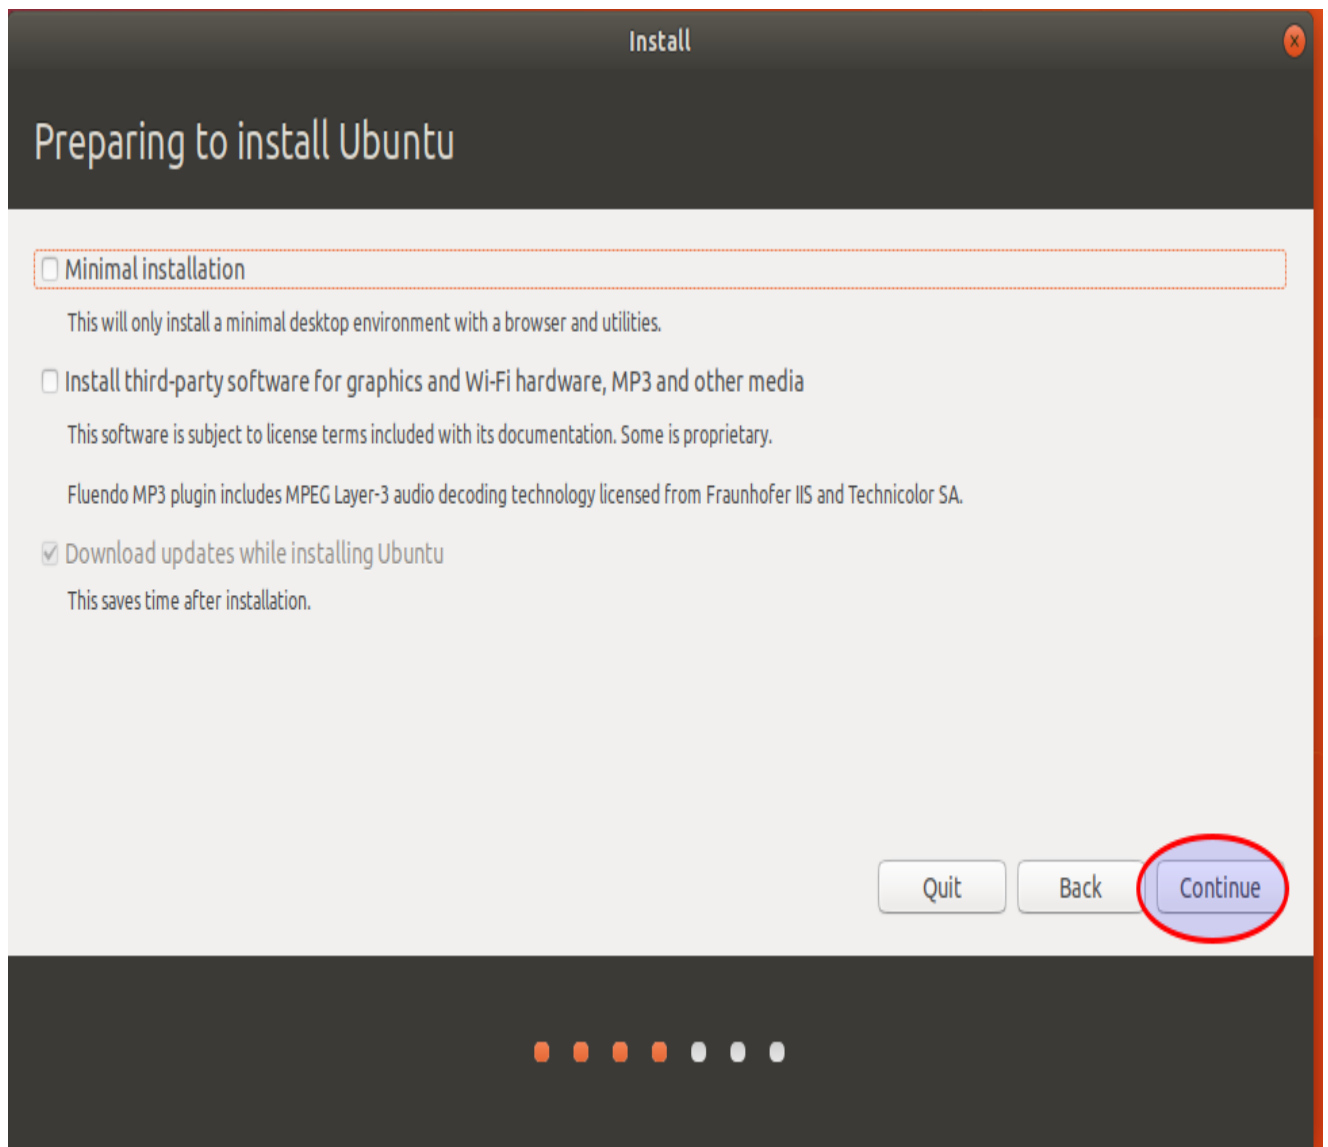 Install
Preparing to install Ubuntu
Minimal installation
This will only install a minimal desktop environment with a browser and utilities.
Install third-party software for graphics and Wi-Fi hardware, MP3 and other media
This software is subject to license terms included with its documentation. Some is proprietary.
Fluendo MP3 plugin includes MPEG Layer-3 audio decoding technology licensed from Fraunhofer IIS and Technicolor SA.
Download updates while installing Ubuntu
This saves time after installation.
Quit Back Continue